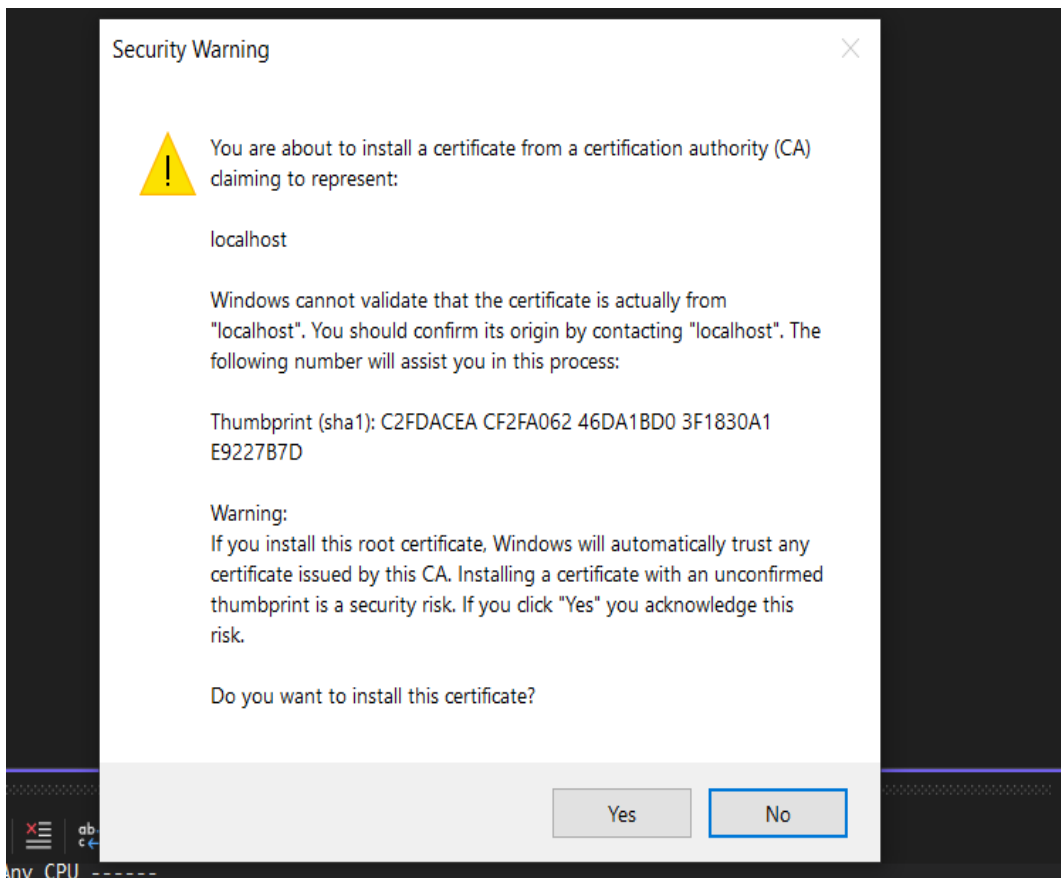 Security Warning
You are about to install a certificate from a certification authority (CA)
claiming to represent:
localhost
Windows cannot validate that the certificate is actually from
"localhost". You should confirm its origin by contacting "localhost". The
following number will assist you in this process:
Thumbprint (sha1): C2FDACEA CF2FA062 46DA1BD0 3F1830A1
E9227B7D
Warning:
If you install this root certificate, Windows will automatically trust any
certificate issued by this CA. Installing a certificate with an unconfirmed
thumbprint is a security risk. If you click "Yes" you acknowledge this
risk.
Do you want to install this certificate?
Yes No
Any CPU ------